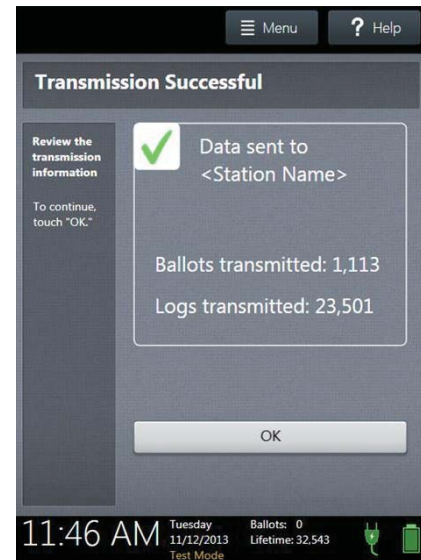 Menu
? Help
Transmission Successful
Review the
transmission
information
To continue,
touch "OK."
Data sent to
<Station Name>
Ballots transmitted: 1,113
Logs transmitted: 23,501
OK
11:46 AM
Tuesday
11/12/2013
Test Mode
Ballots: 0
Lifetime: 32,543